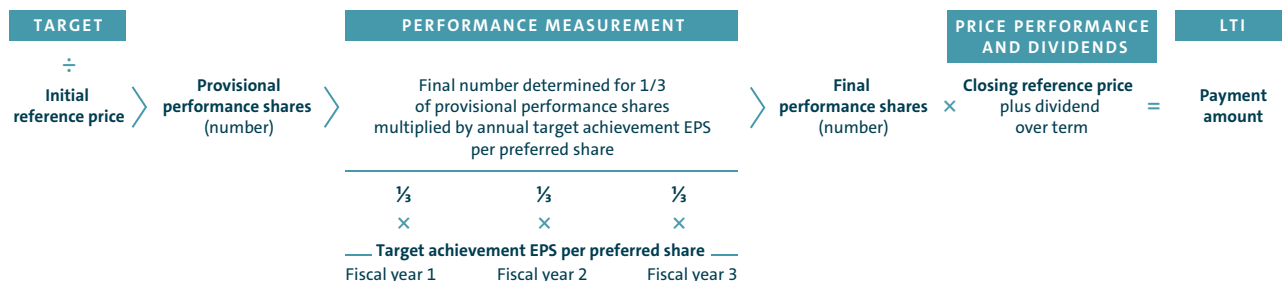 TARGET
÷
Initial
reference price
Provisional
performance shares
(number)
PERFORMANCE MEASUREMENT
Final number determined for 1/3
of provisional performance shares
multiplied by annual target achievement EPS
per preferred share
⅓ ⅓ ⅓
× × ×
Target achievement EPS per preferred share
Fiscal year 1 Fiscal year 2 Fiscal year 3
Final
performance shares
(number)
×
PRICE PERFORMANCE
AND DIVIDENDS
Closing reference price
plus dividend
over term
=
LTI
Payment
amount